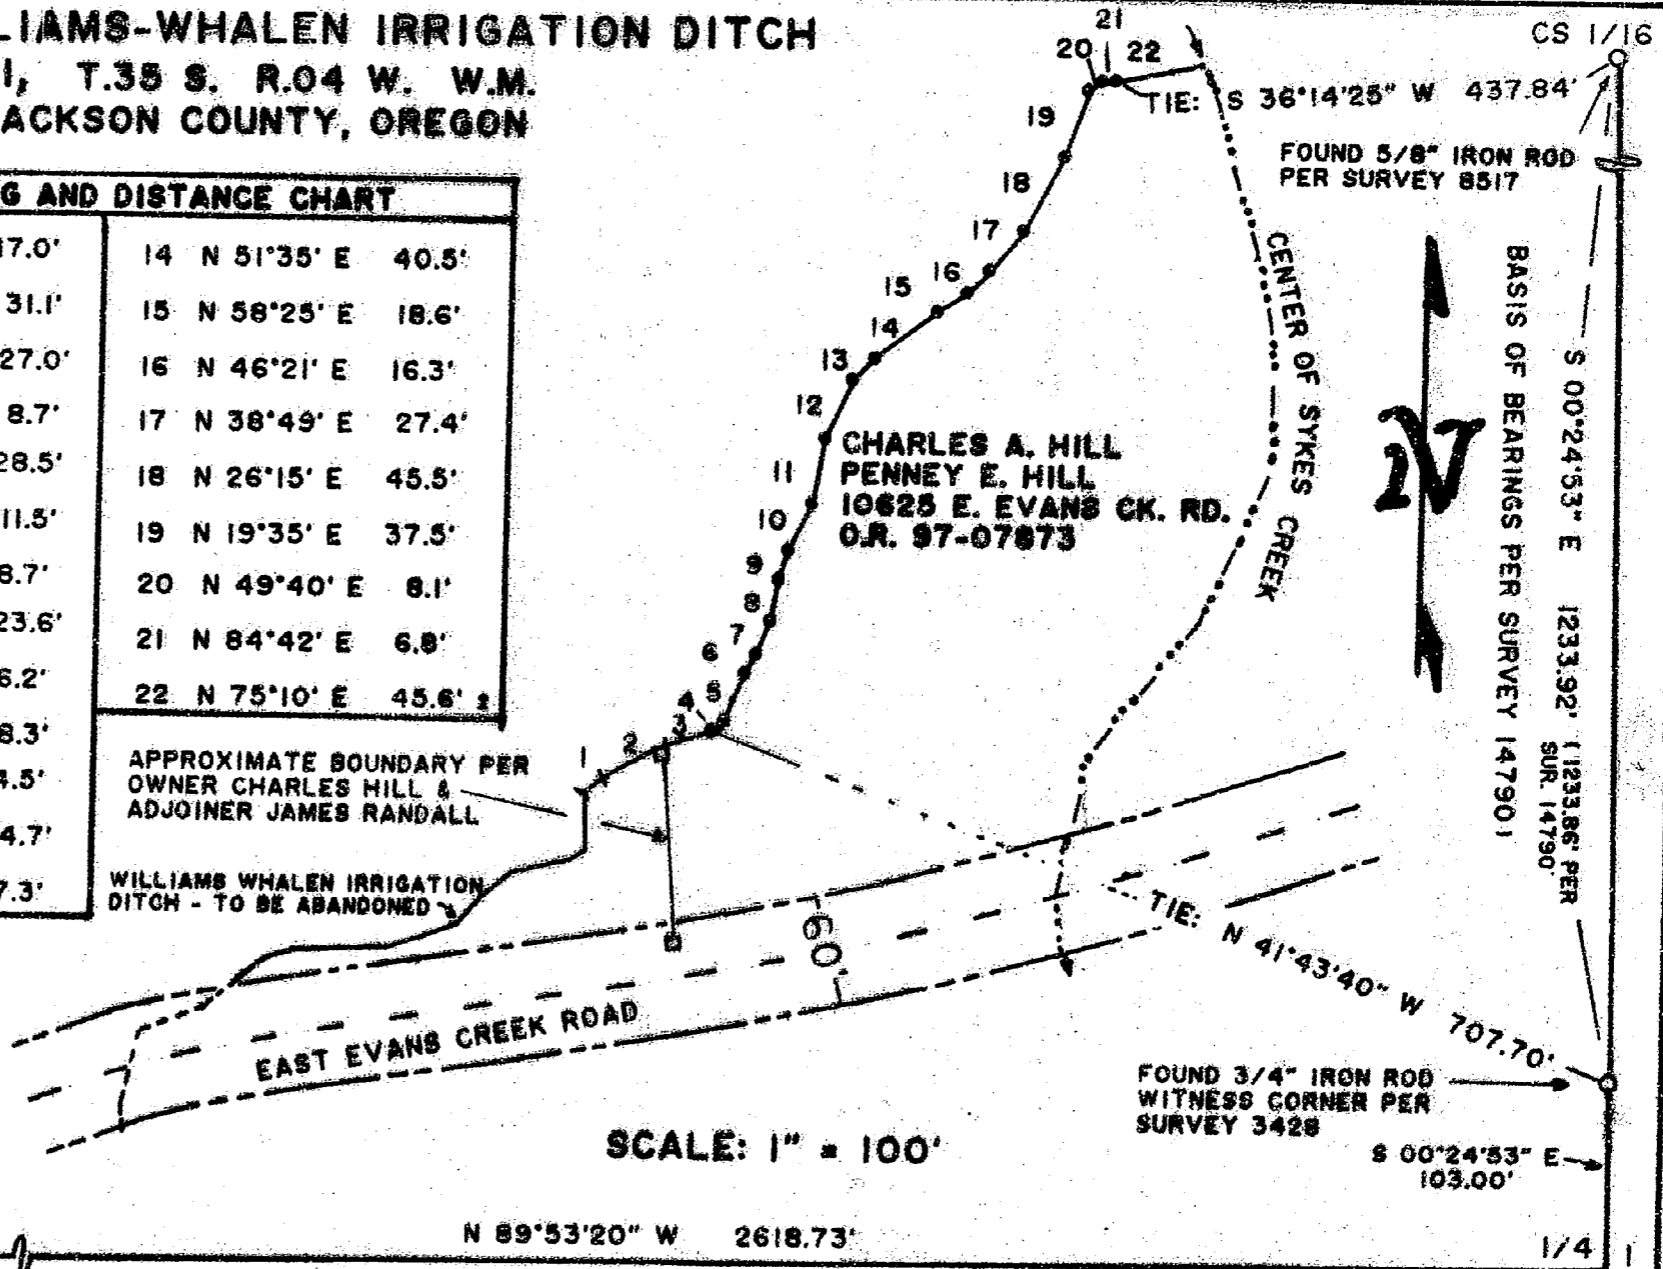 LIAMS-WHALEN IRRIGATION DITCH
1, T.35 S. R.04 W. W.M.
ACKSON COUNTY, OREGON
G AND DISTANCE CHART
17.0'
31.1'
27.0'
8.7'
28.5'
11.5'
8.7'
23.6'
6.2'
8.3'
4.5'
4.7'
7.3'
14 N 51°35' E 40.5'
15 N 58°25' E 18.6'
16 N 46°21' E 16.3'
17 N 38°49' E 27.4'
18 N 26°15' E 45.5'
19 N 19°35' E 37.5'
20 N 49°40' E 8.1'
21 N 84°42' E 6.8'
22 N 75°10' E 45.6' ±
21
20
22
19
18
17
16
15
14
13
12
11
10
9
8
7
6
5
4
3
2
1
CS 1/16
TIE: S 36°14'25" W 437.84'
FOUND 5/8" IRON ROD
PER SURVEY 8517
CENTER OF SYKES CREEK
N
BASIS OF BEARINGS PER SURVEY 14790)
S 00°24'53" E 1233.92' (1233.86' PER
SUR. 14790
CHARLES A. HILL
PENNEY E. HILL
10625 E. EVANS CK. RD.
O.R. 97-07873
APPROXIMATE BOUNDARY PER
OWNER CHARLES HILL &
ADJOINER JAMES RANDALL
WILLIAMS WHALEN IRRIGATION
DITCH - TO BE ABANDONED
60'
EAST EVANS CREEK ROAD
TIE: N 41°43'40" W 707.70'
FOUND 3/4" IRON ROD
WITNESS CORNER PER
SURVEY 3428
S 00°24'53" E
103.00'
SCALE: 1" = 100'
N 89°53'20" W 2618.73'
1/4
1